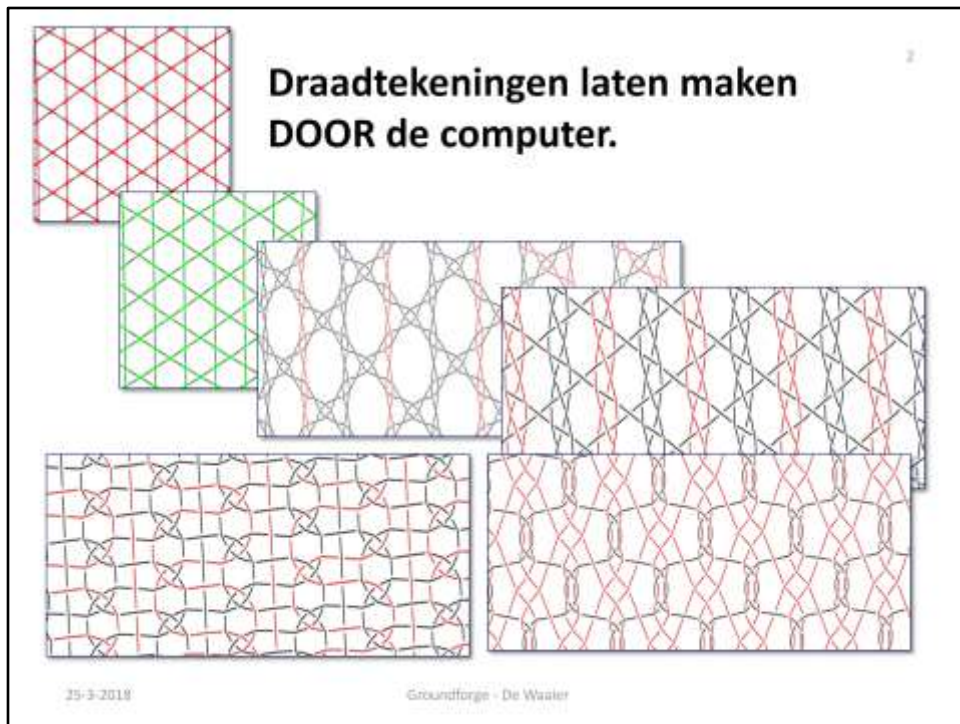 2
Draadtekeningen laten maken
DOOR de computer.
25-3-2018
Groundforge - De Waaier